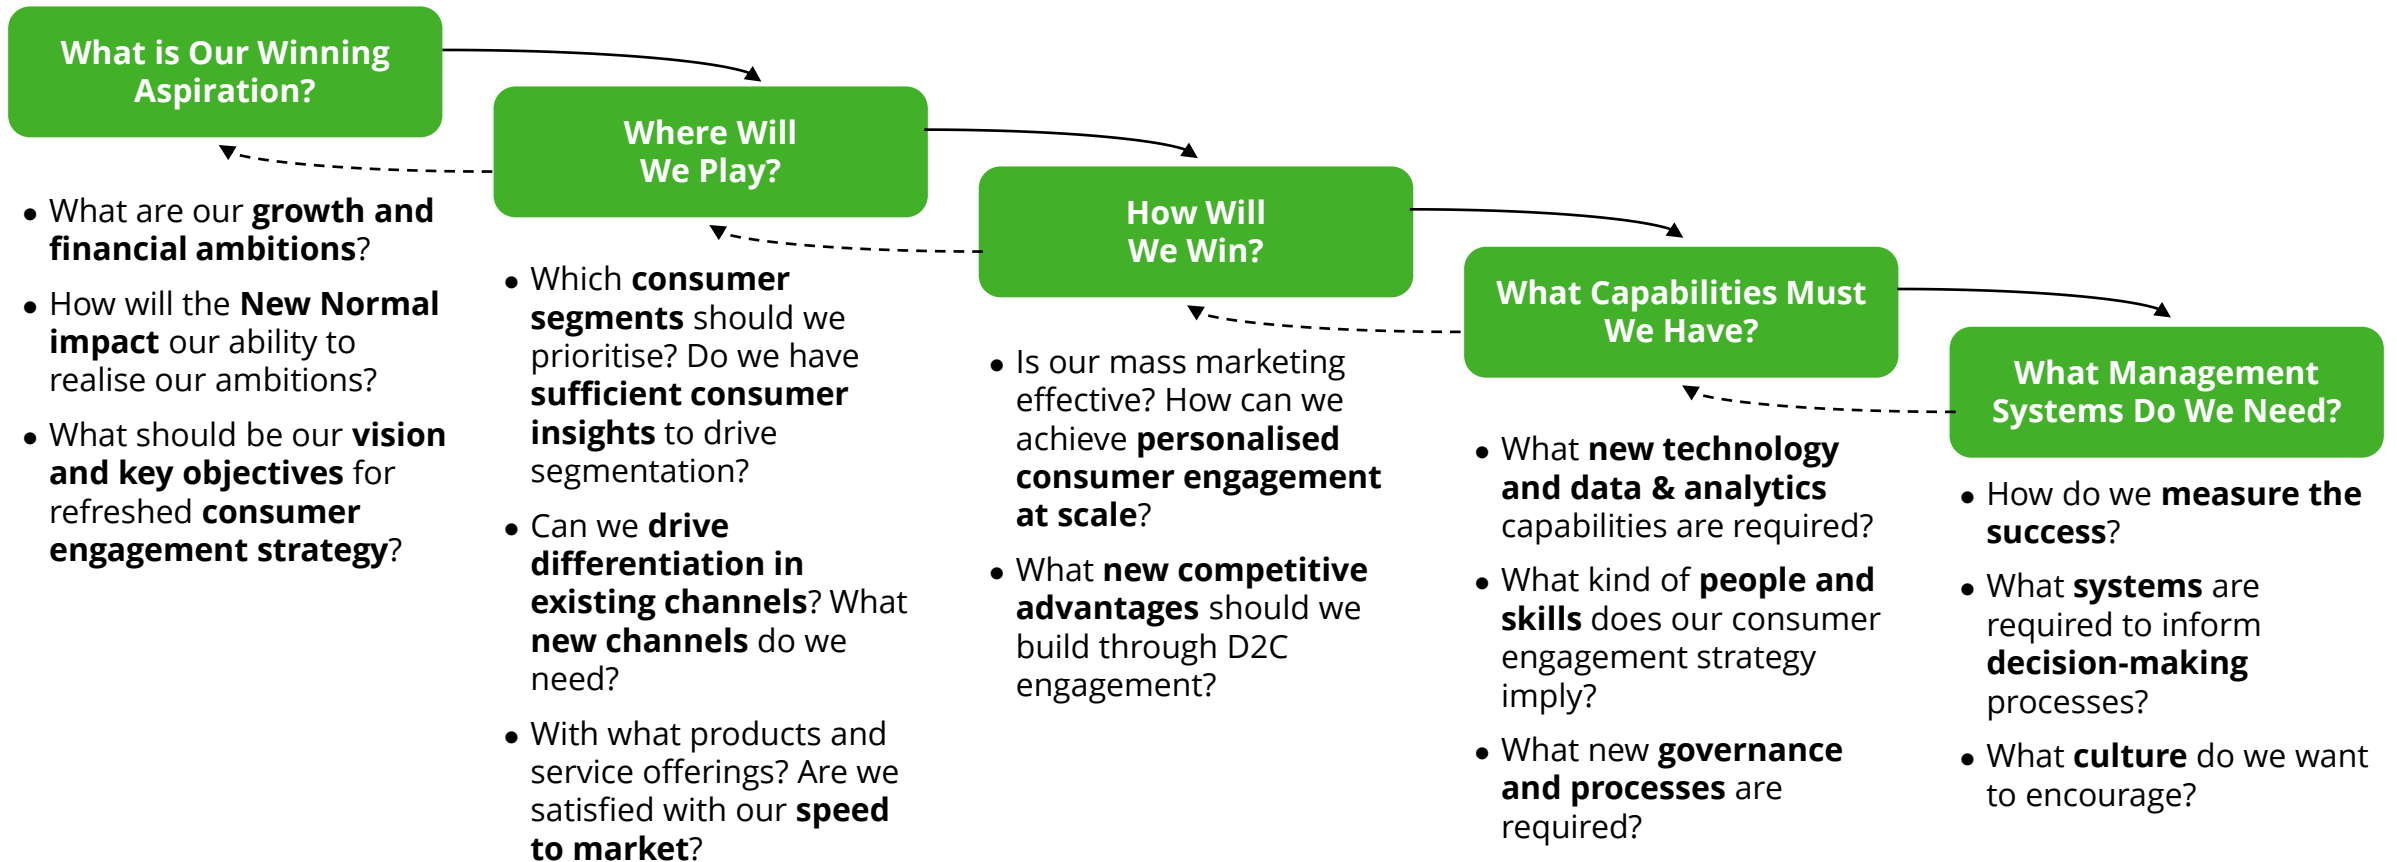 What is Our Winning
Aspiration?
• What are our growth and
financial ambitions?
• How will the New Normal
impact our ability to
realise our ambitions?
• What should be our vision
and key objectives for
refreshed consumer
engagement strategy?
Where Will
We Play?
• Which consumer
segments should we
prioritise? Do we have
sufficient consumer
insights to drive
segmentation?
• Can we drive
differentiation in
existing channels? What
new channels do we
need?
• With what products and
service offerings? Are we
satisfied with our speed
to market?
How Will
We Win?
• Is our mass marketing
effective? How can we
achieve personalised
consumer engagement
at scale?
• What new competitive
advantages should we
build through D2C
engagement?
What Capabilities Must
We Have?
• What new technology
and data & analytics
capabilities are required?
• What kind of people and
skills does our consumer
engagement strategy
imply?
• What new governance
and processes are
required?
What Management
Systems Do We Need?
• How do we measure the
success?
• What systems are
required to inform
decision-making
processes?
• What culture do we want
to encourage?